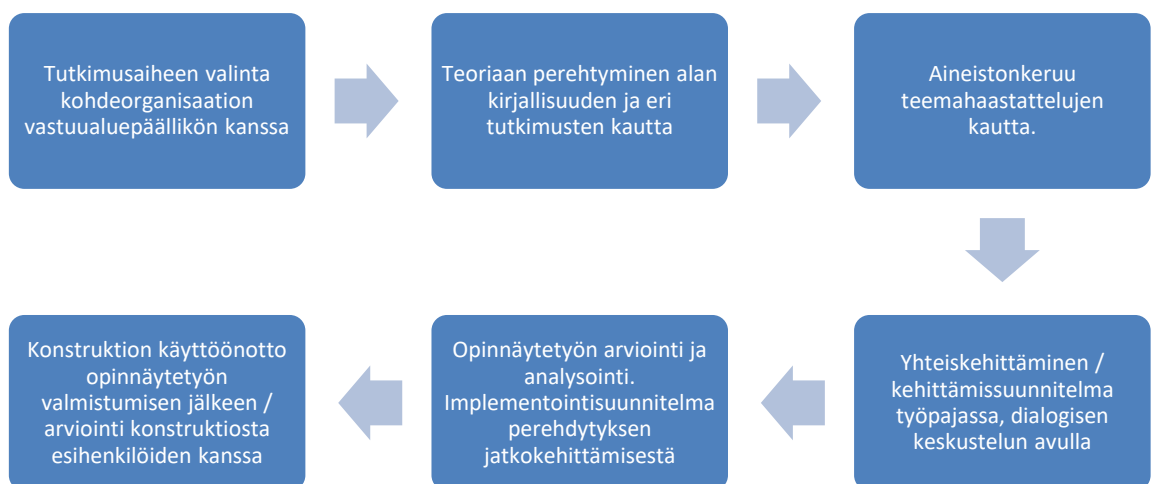 Tutkimusaiheen valinta
kohdeorganisaation
vastuualuepäällikön kanssa
Teoriaan perehtyminen alan
kirjallisuuden ja eri
tutkimusten kautta
Aineistonkeruu
teemahaastattelujen
kautta.
Yhteiskehittäminen /
kehittämissuunnitelma
työpajassa, dialogisen
keskustelun avulla
Opinnäytetyön arviointi ja
analysointi.
Implementointisuunnitelma
perehdytyksen
jatkokehittämisestä
Konstruktion käyttöönotto
opinnäytetyön
valmistumisen jälkeen /
arviointi konstruktiosta
esihenkilöiden kanssa